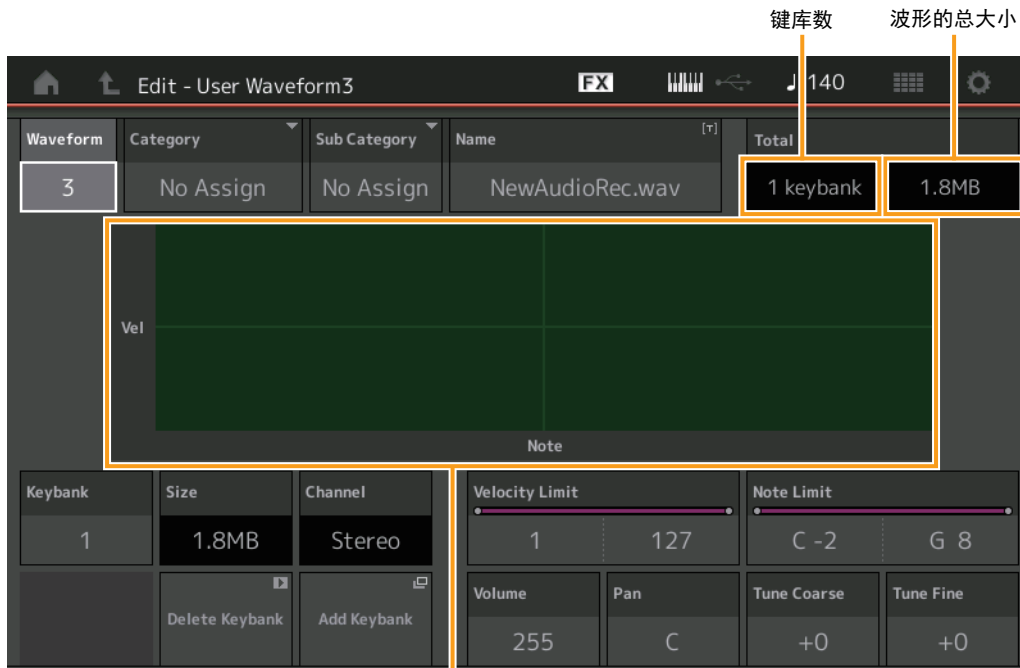 键库数 波形的总大小
Edit - User Waveform3 FX ♩ 140
Waveform Category Sub Category Name [T] Total
3 No Assign No Assign NewAudioRec.wav 1 keybank 1.8MB
Vel
Note
Keybank Size Channel Velocity Limit Note Limit
1 1.8MB Stereo 1 127 C -2 G 8
Delete Keybank Add Keybank Volume Pan Tune Coarse Tune Fine
255 C +0 +0